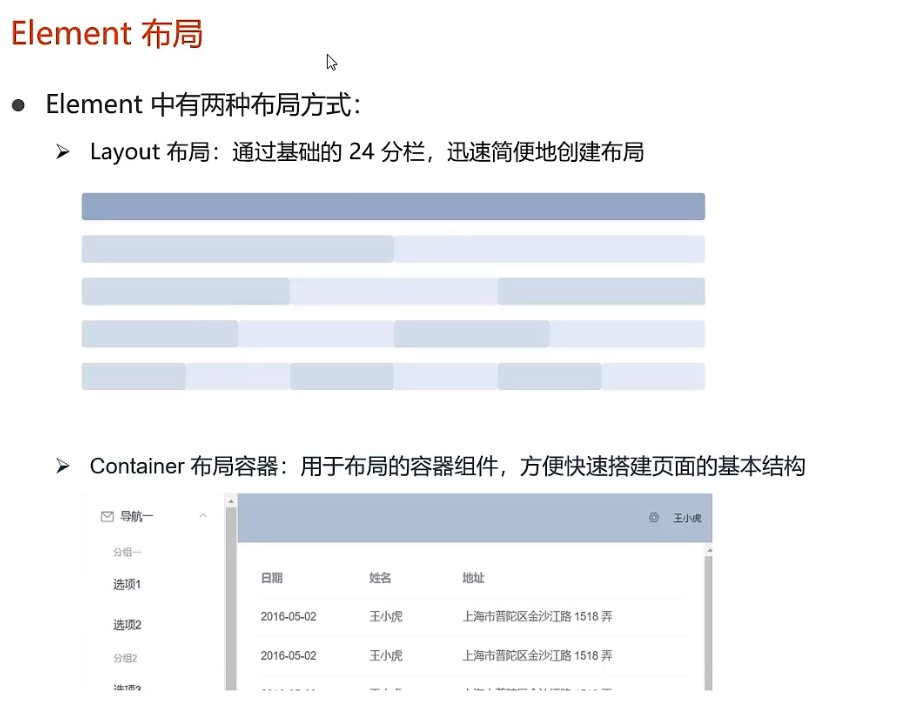 Element 布局
Element 中有两种布局方式：
Layout 布局：通过基础的 24 分栏，迅速简便地创建布局
Container 布局容器：用于布局的容器组件，方便快速搭建页面的基本结构
导航一
王小虎
分组一
日期 姓名 地址
选项1
2016-05-02 王小虎 上海市普陀区金沙江路 1518 弄
选项2
2016-05-02 王小虎 上海市普陀区金沙江路 1518 弄
分组2
选项3